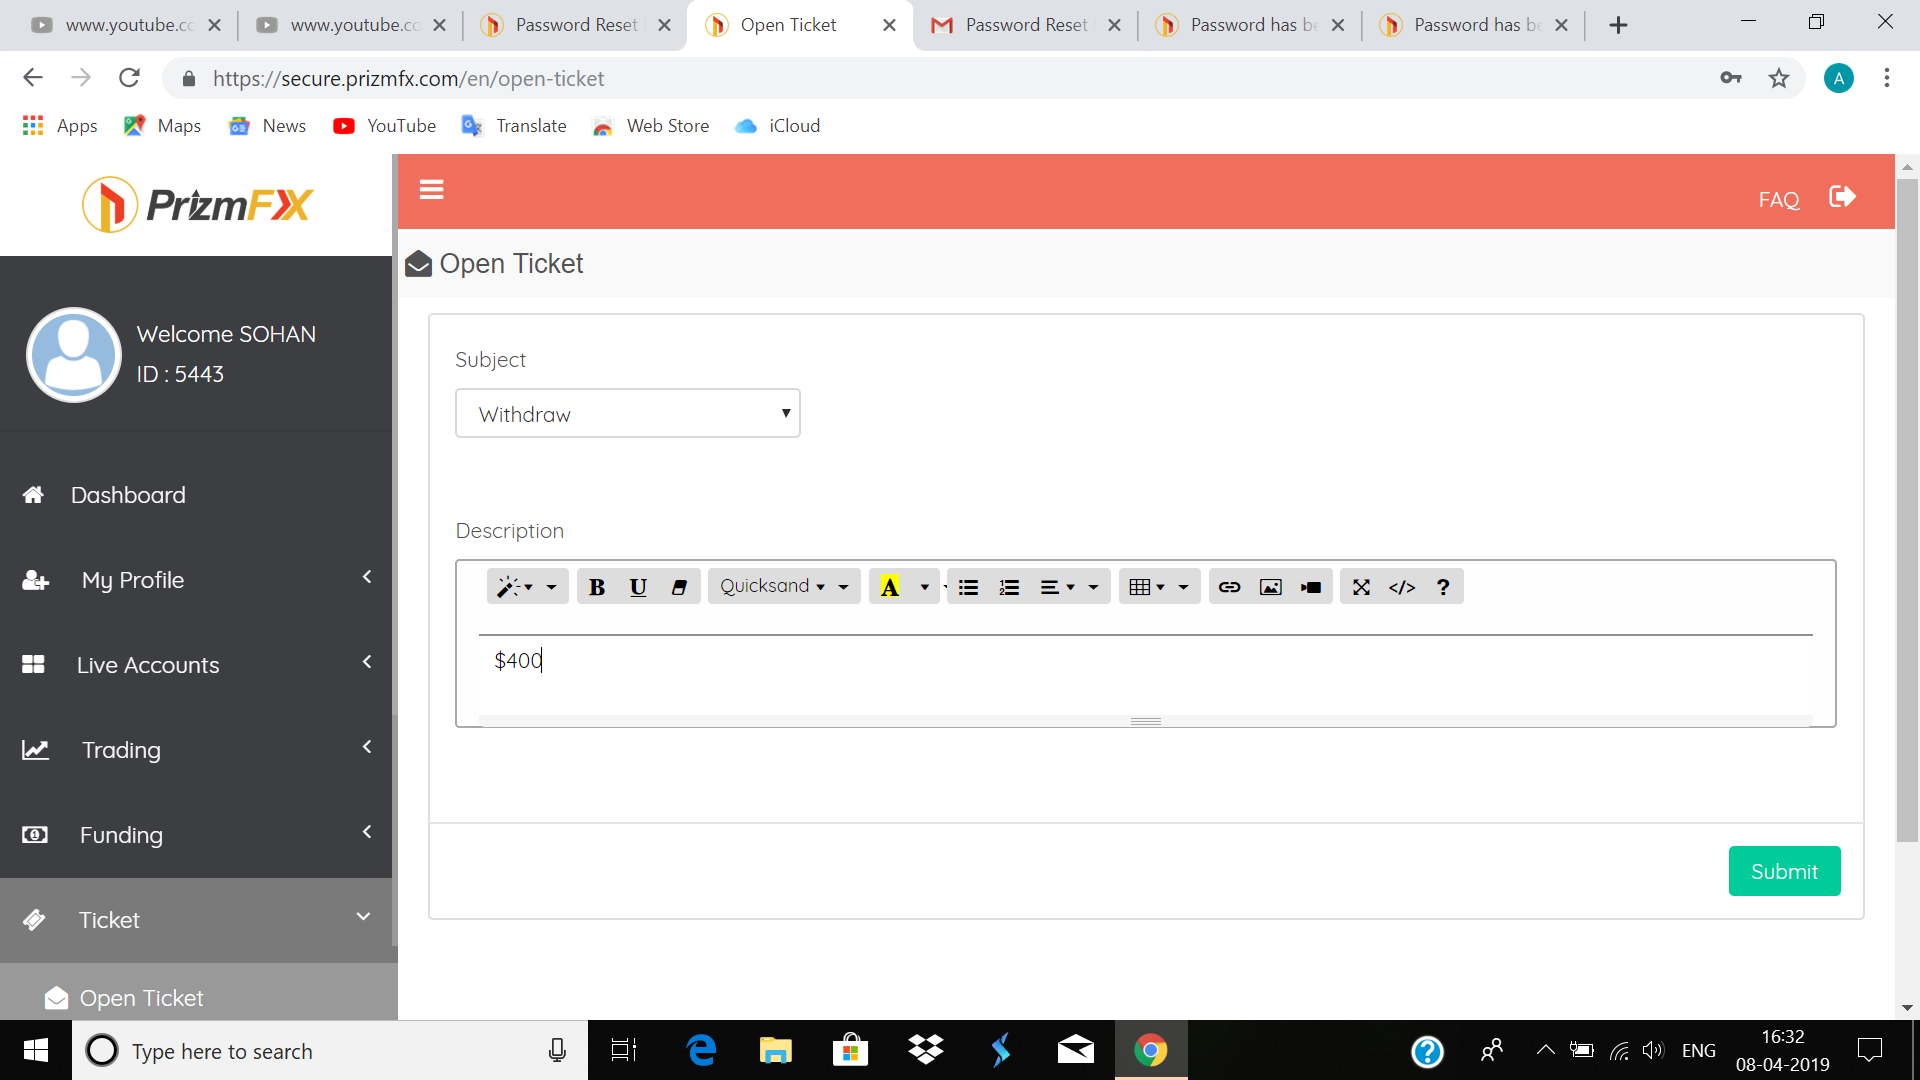 www.youtube.co
www.youtube.co
Password Reset
Open Ticket
Password Reset
Password has be
Password has be
https://secure.prizmfx.com/en/open-ticket
A
Apps
Maps
News
YouTube
Translate
Web Store
iCloud
PrizmFX
FAQ
Open Ticket
Welcome SOHAN
ID : 5443
Dashboard
My Profile
Live Accounts
Trading
Funding
Ticket
Open Ticket
Subject
Withdraw
Description
B
U
Quicksand
A
</>
?
$400
Submit
Type here to search
ENG
16:32
08-04-2019